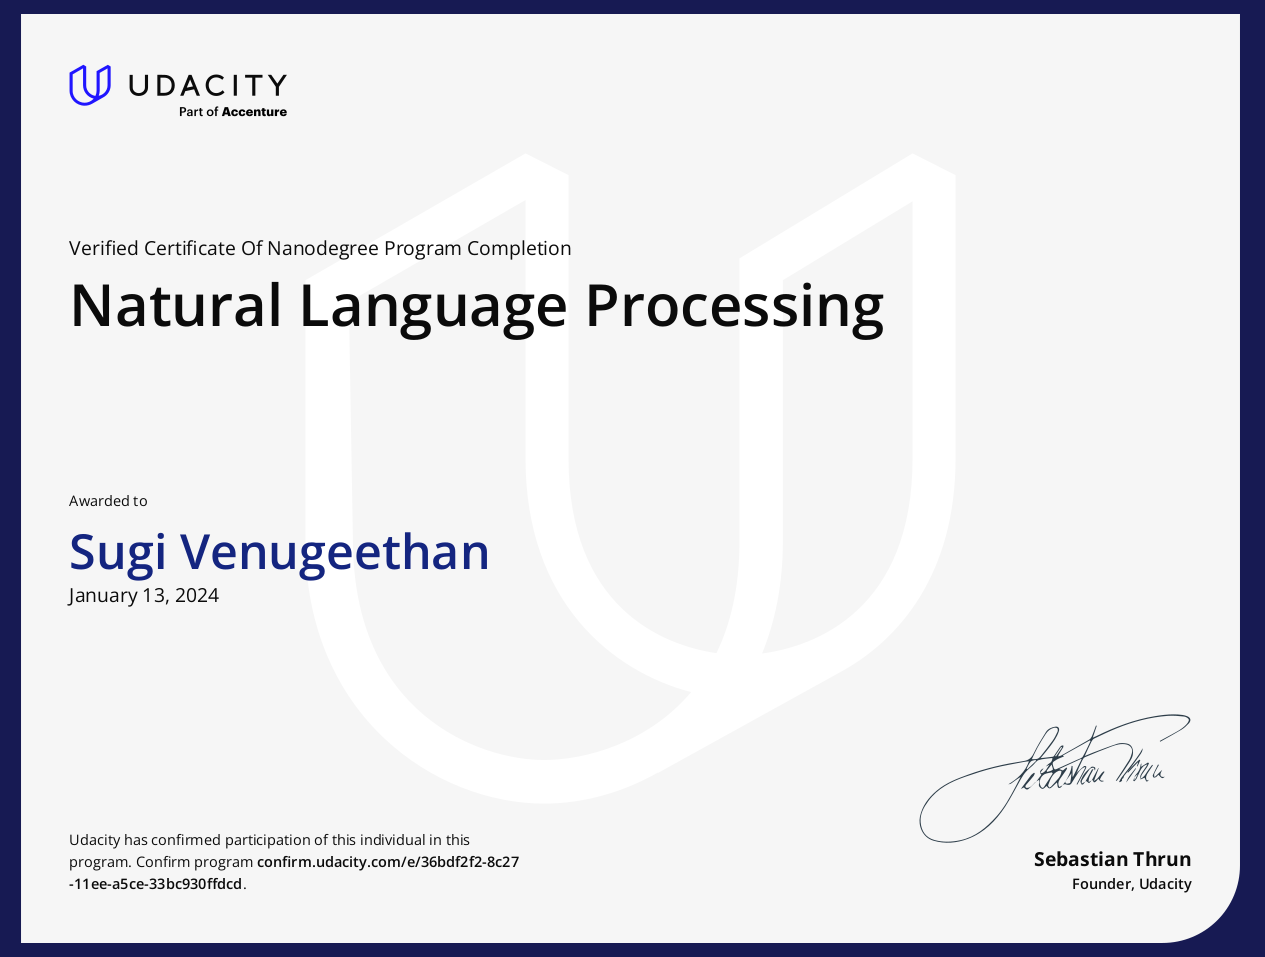 UDACITY
Part of Accenture
Verified Certificate Of Nanodegree Program Completion
Natural Language Processing
Awarded to
Sugi Venugeethan
January 13, 2024
Udacity has confirmed participation of this individual in this
program. Confirm program confirm.udacity.com/e/36bdf2f2-8c27
-11ee-a5ce-33bc930ffdcd.
Sebastian Thrun
Sebastian Thrun
Founder, Udacity